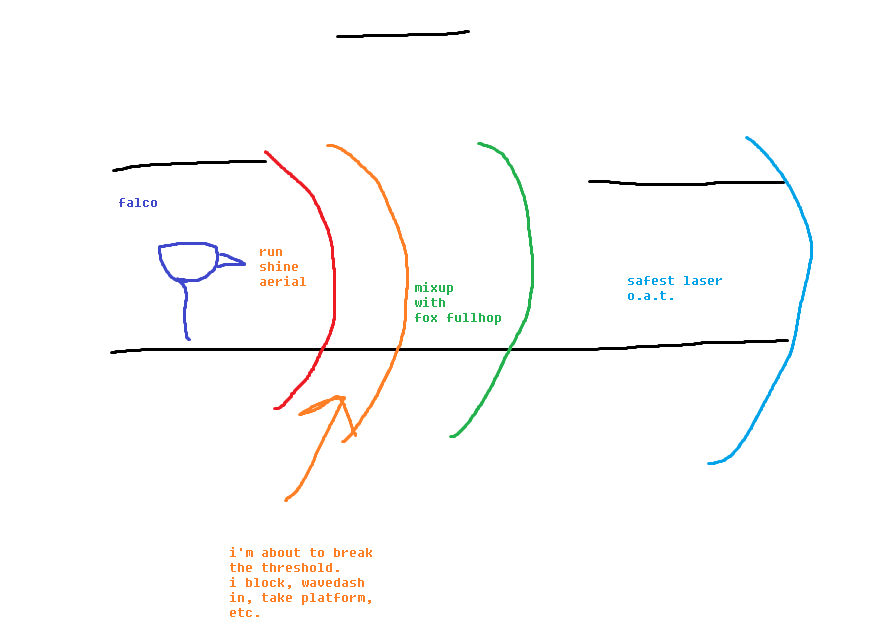 falco
run
shine
aerial
mixup
with
fox fullhop
safest laser
o.a.t.
i'm about to break
the threshold.
i block, wavedash
in, take platform,
etc.